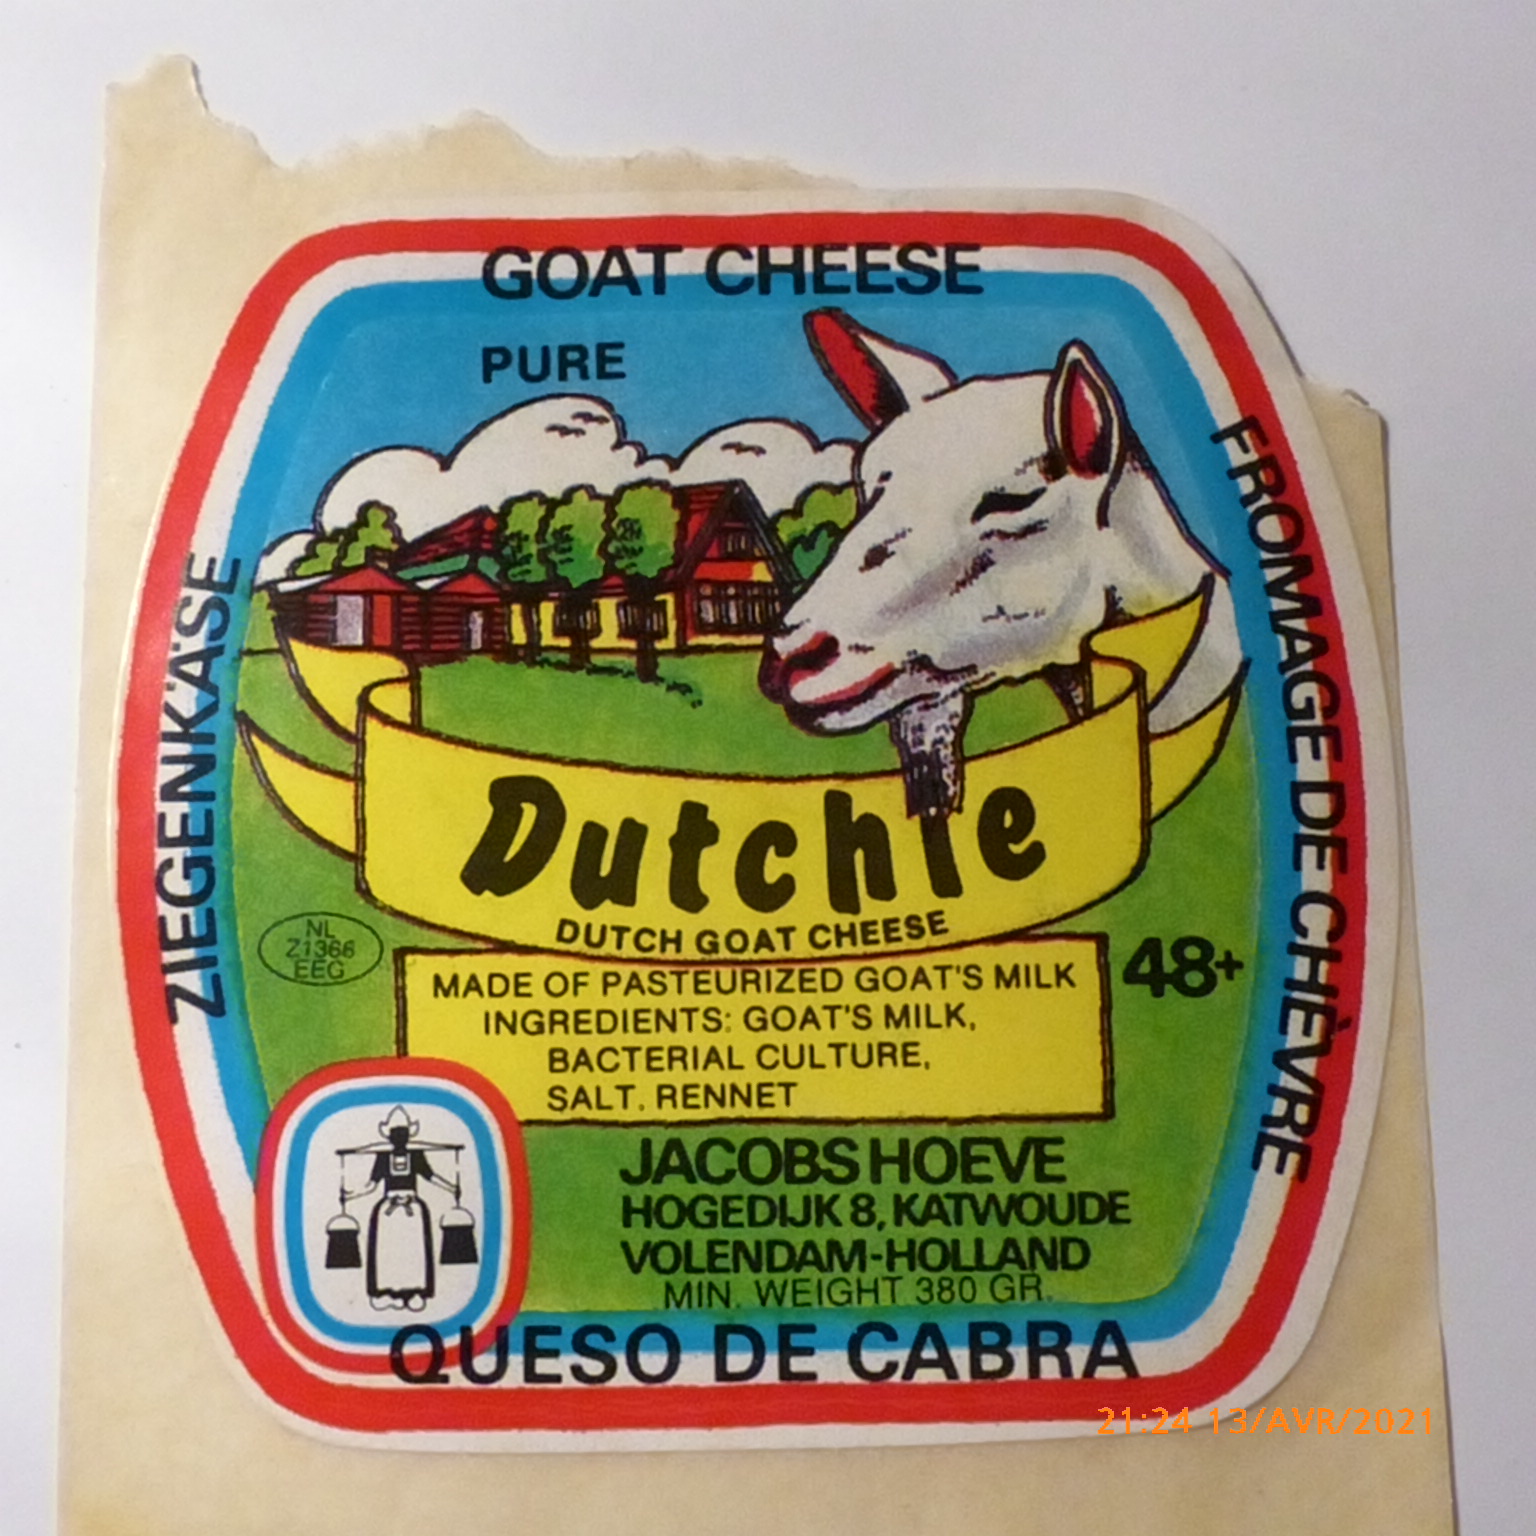 GOAT CHEESE
PURE
ZIEGENKÄSE
FROMAGE DE CHÈVRE
Dutchie
DUTCH GOAT CHEESE
NL
Z1366
EEG
48+
MADE OF PASTEURIZED GOAT'S MILK
INGREDIENTS: GOAT'S MILK,
BACTERIAL CULTURE,
SALT. RENNET
JACOBS HOEVE
HOGEDIJK 8, KATWOUDE
VOLENDAM-HOLLAND
MIN. WEIGHT 380 GR.
QUESO DE CABRA
21:24 13/AVR/2021